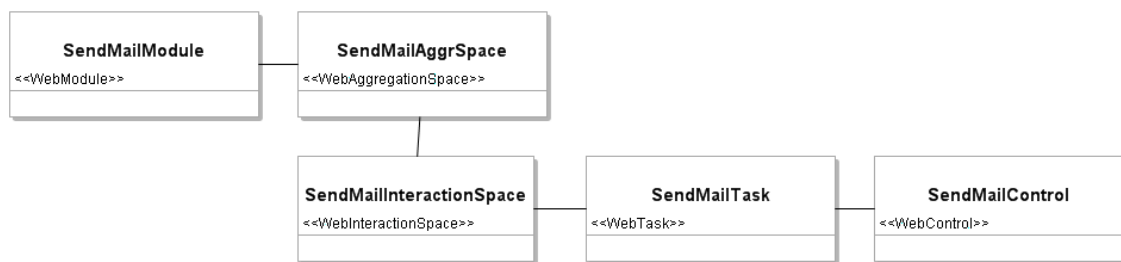 SendMailModule
<<WebModule>>
SendMailAggrSpace
<<WebAggregationSpace>>
SendMailInteractionSpace
<<WebInteractionSpace>>
SendMailTask
<<WebTask>>
SendMailControl
<<WebControl>>